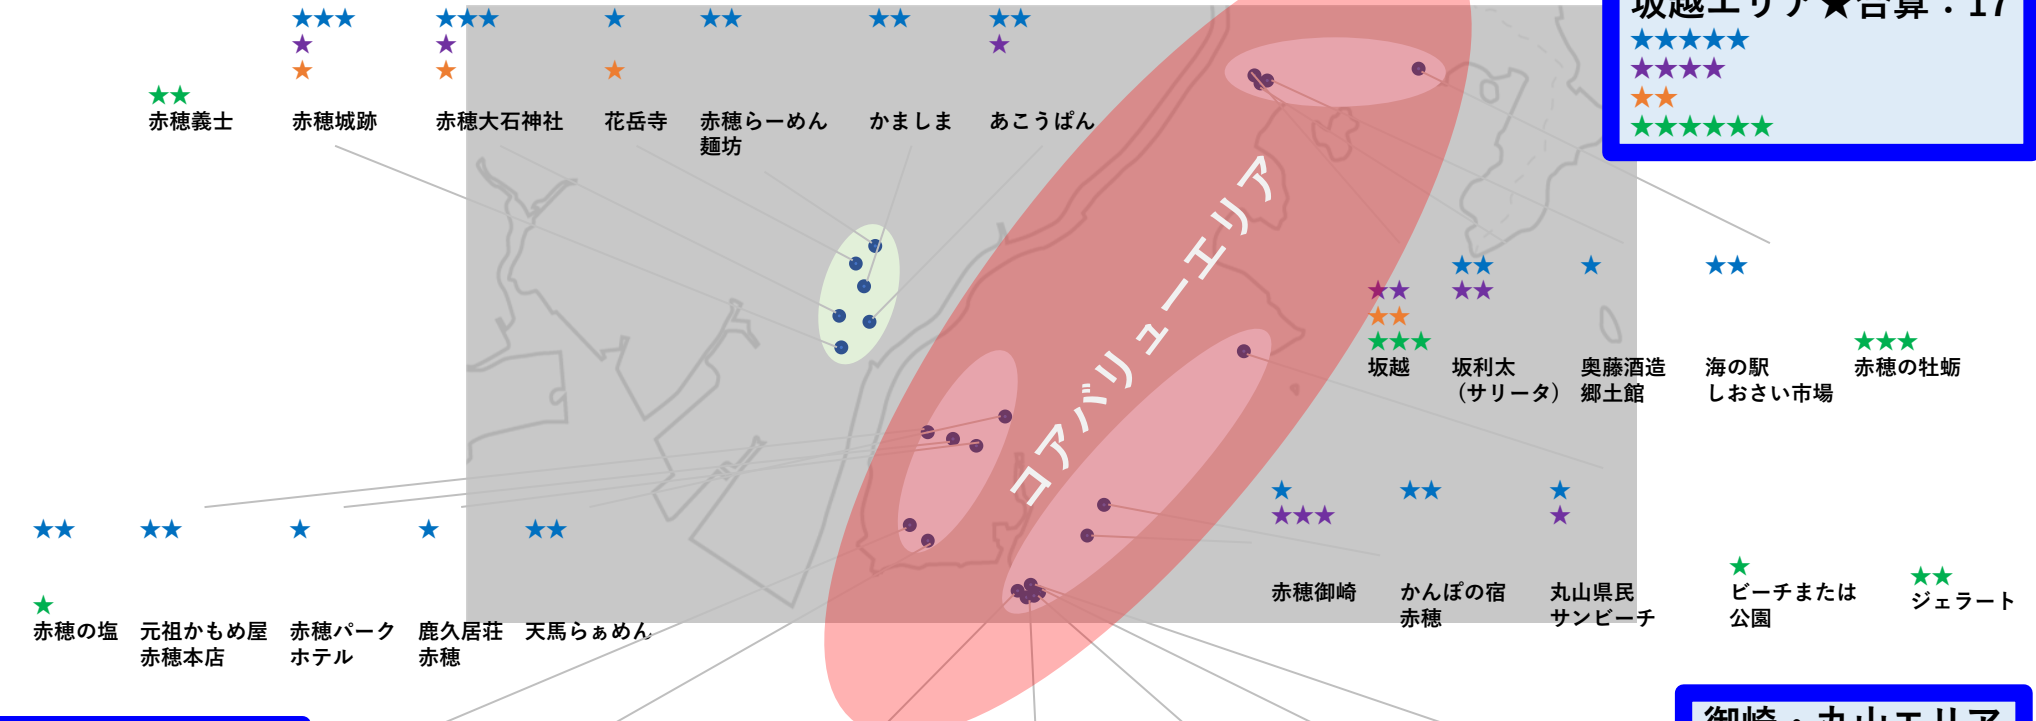 坂越エリア★合算：17
★★★★★
★★★★
★★
★★★★★★
★★★
★
★
★★★
★
★
★
★
★★
★★
★★
★
★★
赤穂義士
赤穂城跡
赤穂大石神社
花岳寺
赤穂らーめん
麺坊
かましま
あこうぱん
コアバリューエリア
★★
★★
★★★
坂越
★★
★★
坂利太
（サリータ）
★
奥藤酒造
郷土館
★★
海の駅
しおさい市場
★★★
赤穂の牡蛎
★★
★
赤穂の塩
★★
元祖かもめ屋
赤穂本店
★
赤穂パーク
ホテル
★
鹿久居荘
赤穂
★★
天馬らぁめん
★
★★★
赤穂御崎
★★
かんぽの宿
赤穂
★
★
丸山県民
サンビーチ
★
ビーチまたは
公園
★★
ジェラート
御崎・丸山エリア